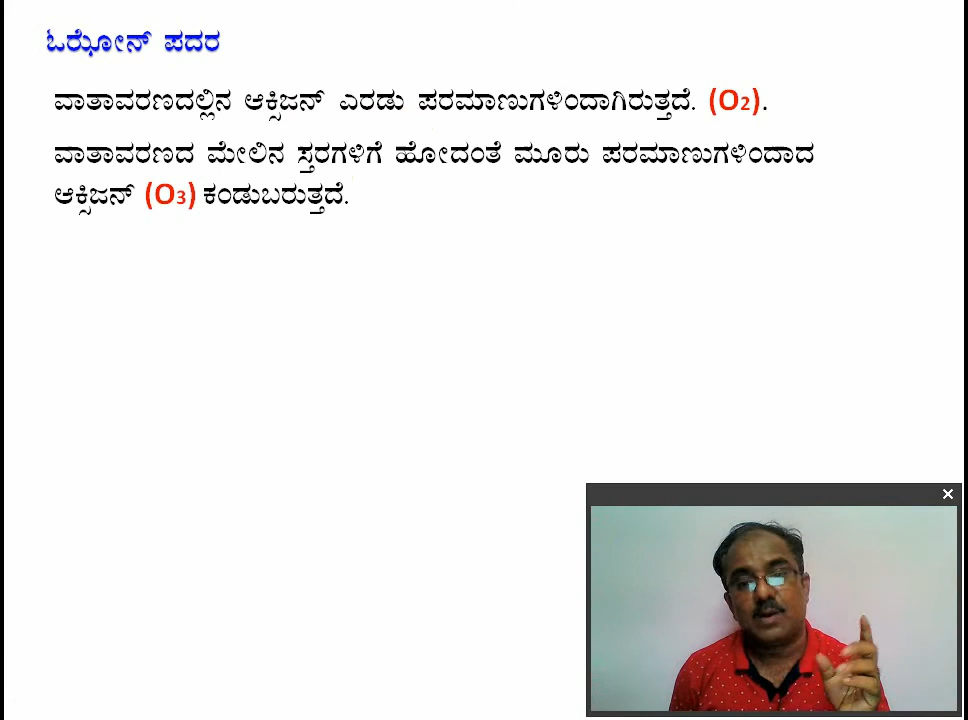 ಓಝೋನ್ ಪದರ
ವಾತಾವರಣದಲ್ಲಿನ ಆಕ್ಸಿಜನ್ ಎರಡು ಪರಮಾಣುಗಳಿಂದಾಗಿರುತ್ತದೆ. (O₂).
ವಾತಾವರಣದ ಮೇಲಿನ ಸ್ತರಗಳಿಗೆ ಹೋದಂತೆ ಮೂರು ಪರಮಾಣುಗಳಿಂದಾದ
ಆಕ್ಸಿಜನ್ (O₃) ಕಂಡುಬರುತ್ತದೆ.